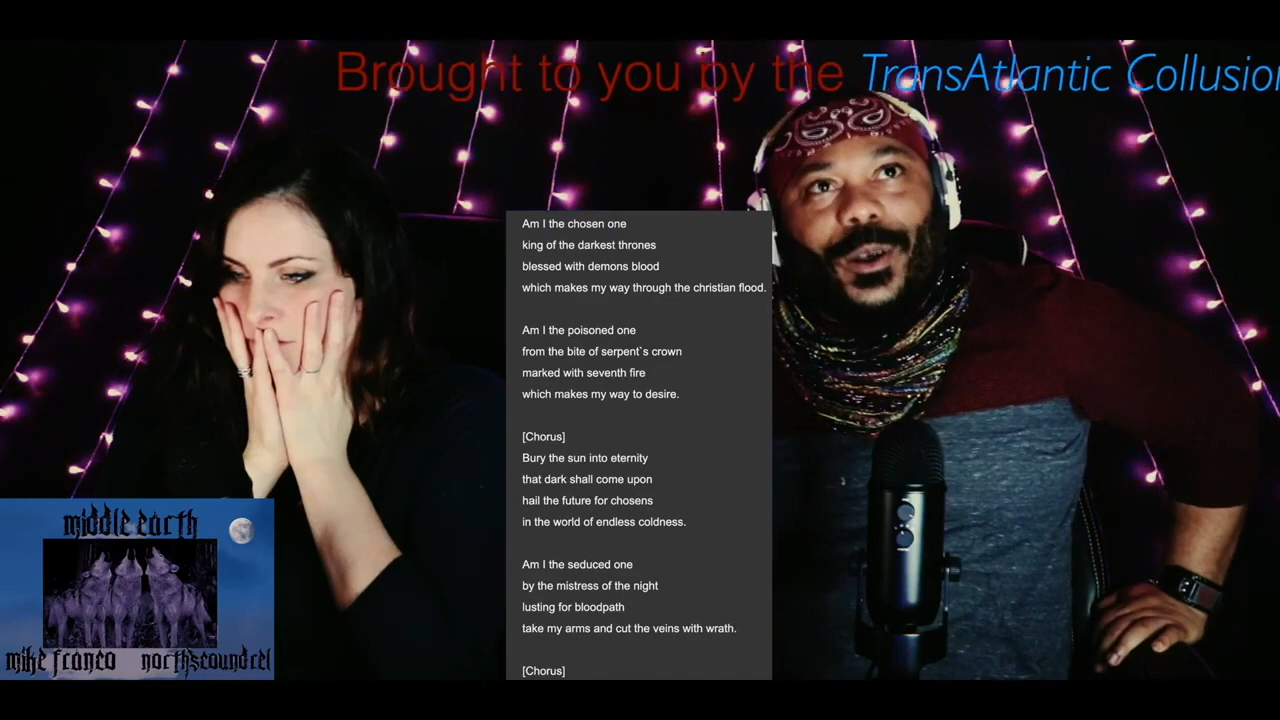 Brought to you by the TransAtlantic Collusion
Am I the chosen one
king of the darkest thrones
blessed with demons blood
which makes my way through the christian flood.
Am I the poisoned one
from the bite of serpent`s crown
marked with seventh fire
which makes my way to desire.
[Chorus]
Bury the sun into eternity
that dark shall come upon
hail the future for chosens
in the world of endless coldness.
Am I the seduced one
by the mistress of the night
lusting for bloodpath
take my arms and cut the veins with wrath.
[Chorus]
middle earth
mike franco northscoundrel